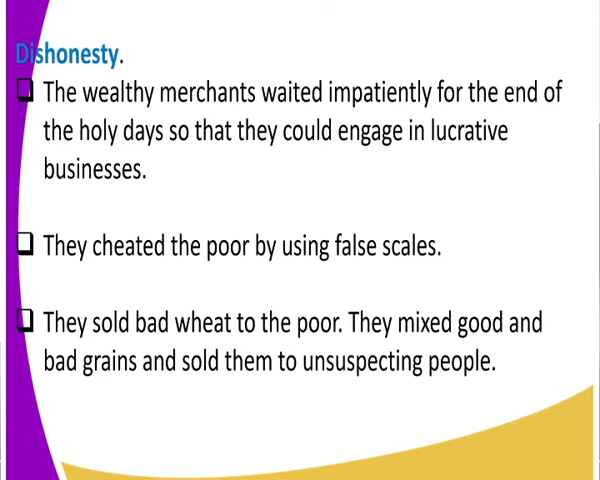 Dishonesty.
❑ The wealthy merchants waited impatiently for the end of
the holy days so that they could engage in lucrative
businesses.
❑ They cheated the poor by using false scales.
❑ They sold bad wheat to the poor. They mixed good and
bad grains and sold them to unsuspecting people.